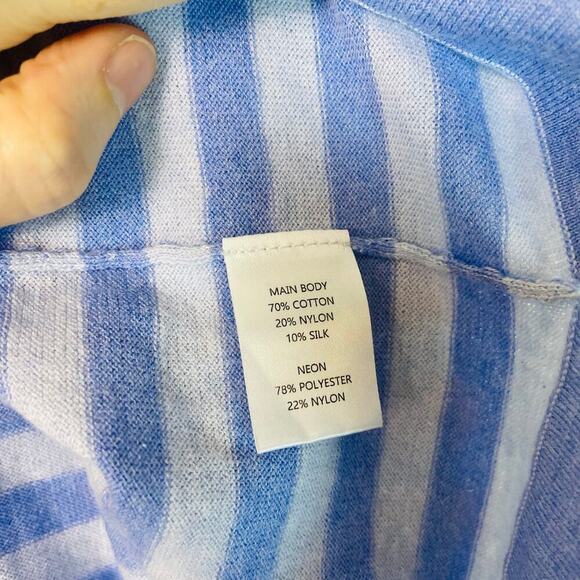 MAIN BODY
70% COTTON
20% NYLON
10% SILK
NEON
78% POLYESTER
22% NYLON